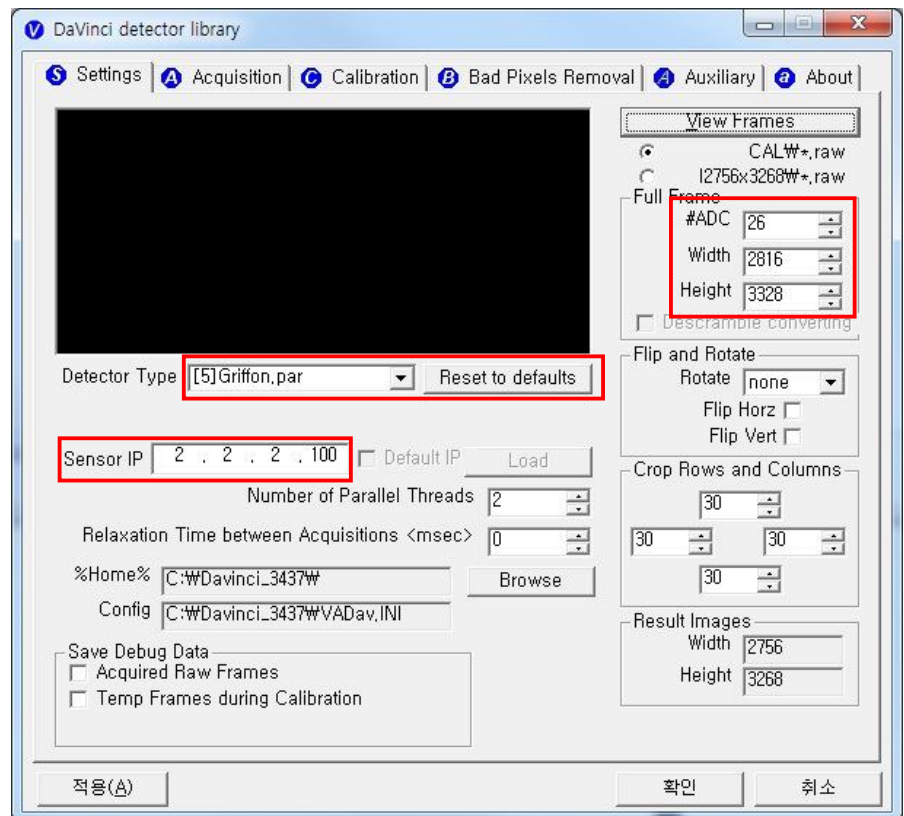 DaVinci detector library
Settings Acquisition Calibration Bad Pixels Removal Auxiliary About
View Frames
CAL₩*.raw
I2756x3268₩*.raw
Full Frame
#ADC 26
Width 2816
Height 3328
Descramble converting
Detector Type [5]Griffon.par Reset to defaults
Flip and Rotate
Rotate none
Flip Horz
Flip Vert
Sensor IP 2 . 2 . 2 . 100 Default IP Load
Number of Parallel Threads 2
Relaxation Time between Acquisitions <msec> 0
%Home% C:₩Davinci_3437₩ Browse
Config C:₩Davinci_3437₩VADav.INI
Crop Rows and Columns
30
30 30
30
Save Debug Data
Acquired Raw Frames
Temp Frames during Calibration
Result Images
Width 2756
Height 3268
적용(A) 확인 취소